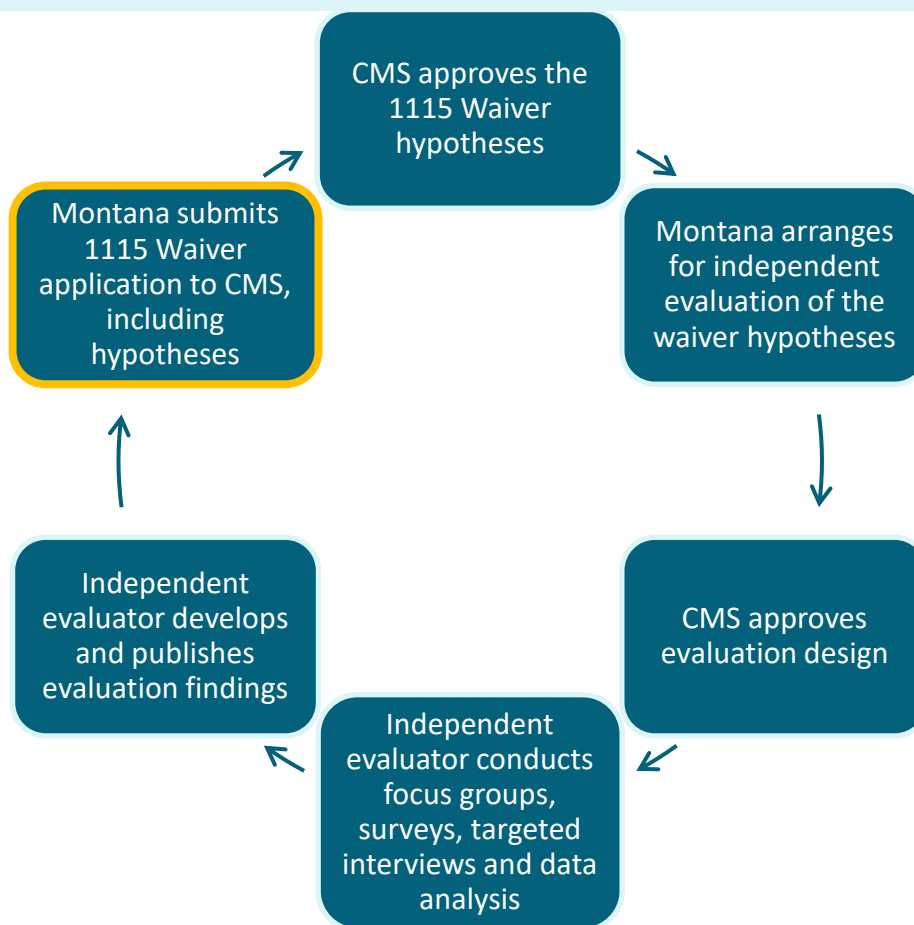 CMS approves the
1115 Waiver
hypotheses
Montana submits
1115 Waiver
application to CMS,
including
hypotheses
Montana arranges
for independent
evaluation of the
waiver hypotheses
Independent
evaluator develops
and publishes
evaluation findings
CMS approves
evaluation design
Independent
evaluator conducts
focus groups,
surveys, targeted
interviews and data
analysis